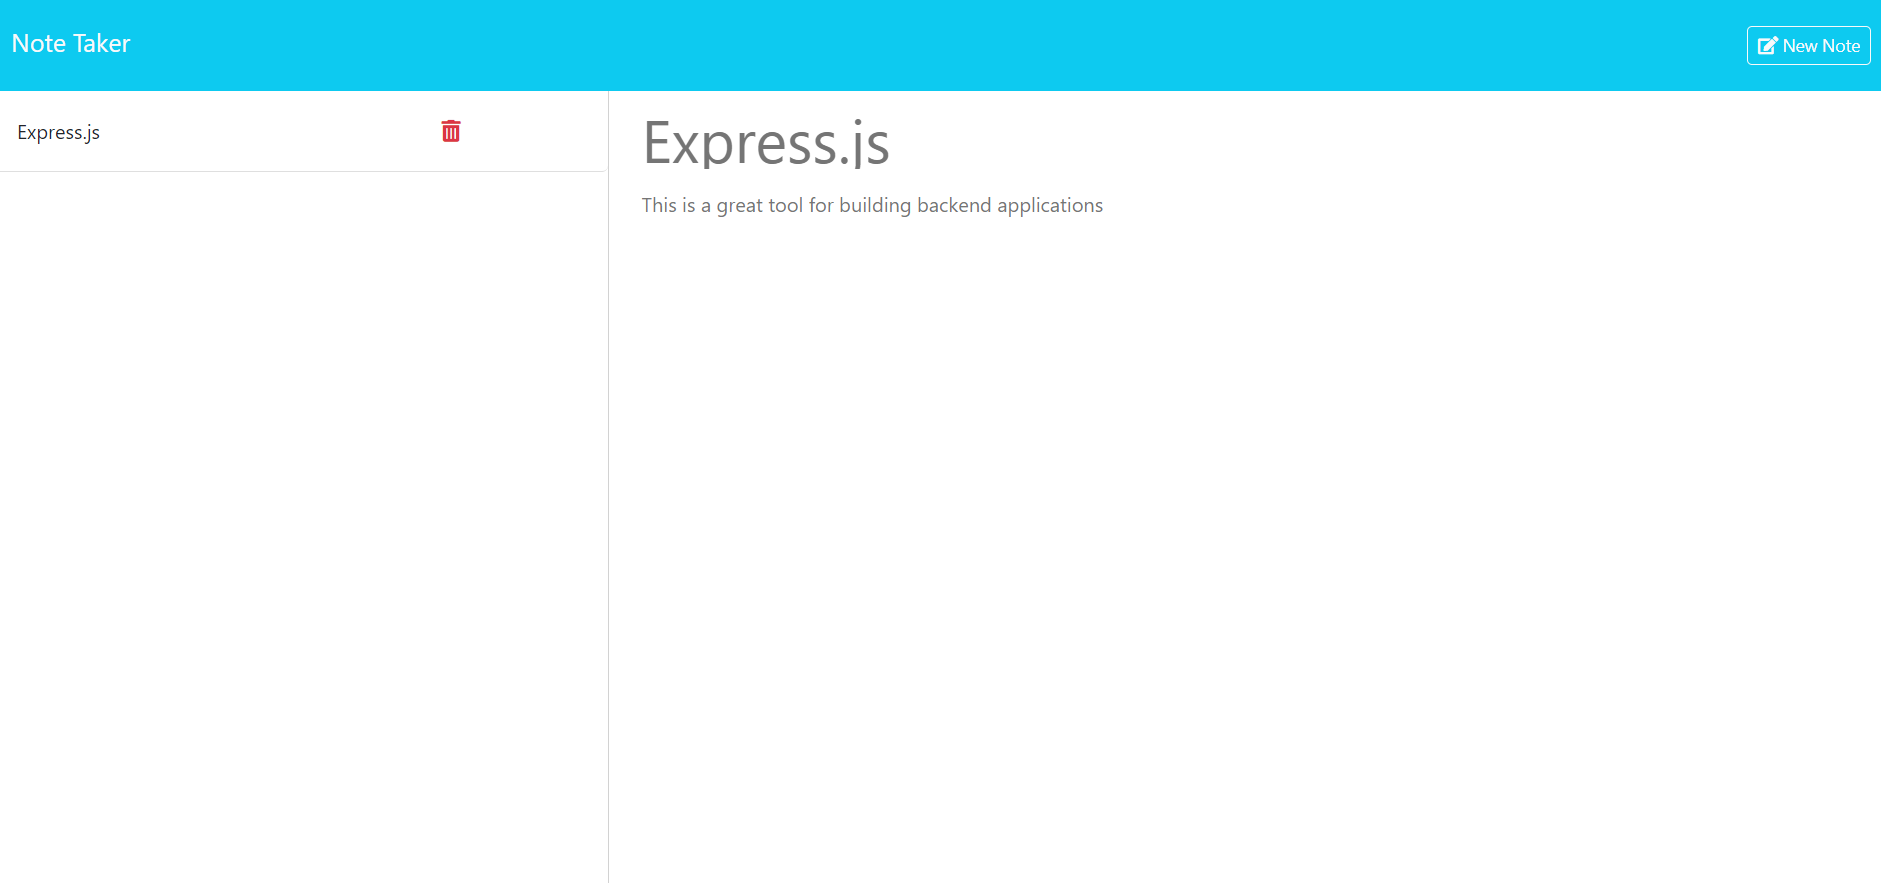 Note Taker
New Note
Express.js
Express.js
This is a great tool for building backend applications